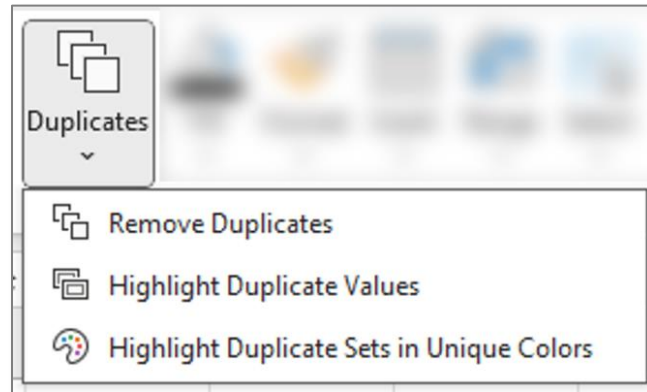 Duplicates
Remove Duplicates
Highlight Duplicate Values
Highlight Duplicate Sets in Unique Colors